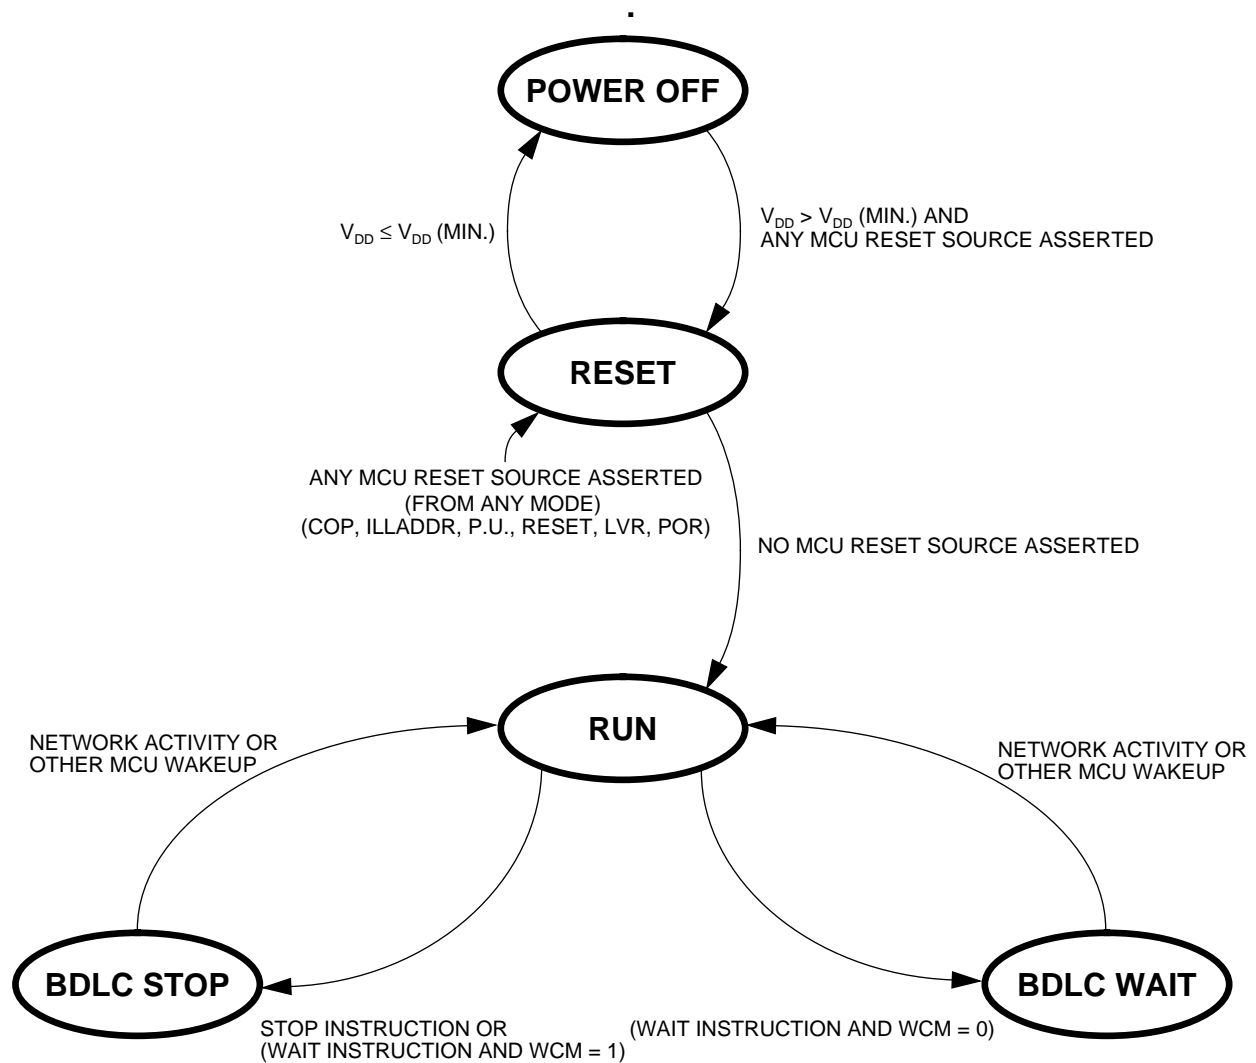 .
POWER OFF
V_DD ≤ V_DD (MIN.)
V_DD > V_DD (MIN.) AND
ANY MCU RESET SOURCE ASSERTED
RESET
ANY MCU RESET SOURCE ASSERTED
(FROM ANY MODE)
(COP, ILLADDR, P.U., RESET, LVR, POR)
NO MCU RESET SOURCE ASSERTED
RUN
NETWORK ACTIVITY OR
OTHER MCU WAKEUP
NETWORK ACTIVITY OR
OTHER MCU WAKEUP
BDLC STOP
BDLC WAIT
STOP INSTRUCTION OR
(WAIT INSTRUCTION AND WCM = 1)
(WAIT INSTRUCTION AND WCM = 0)